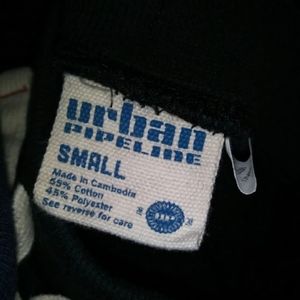 urban
PIPELINE
SMALL
Made in Cambodia
55% Cotton
45% Polyester
See reverse for care